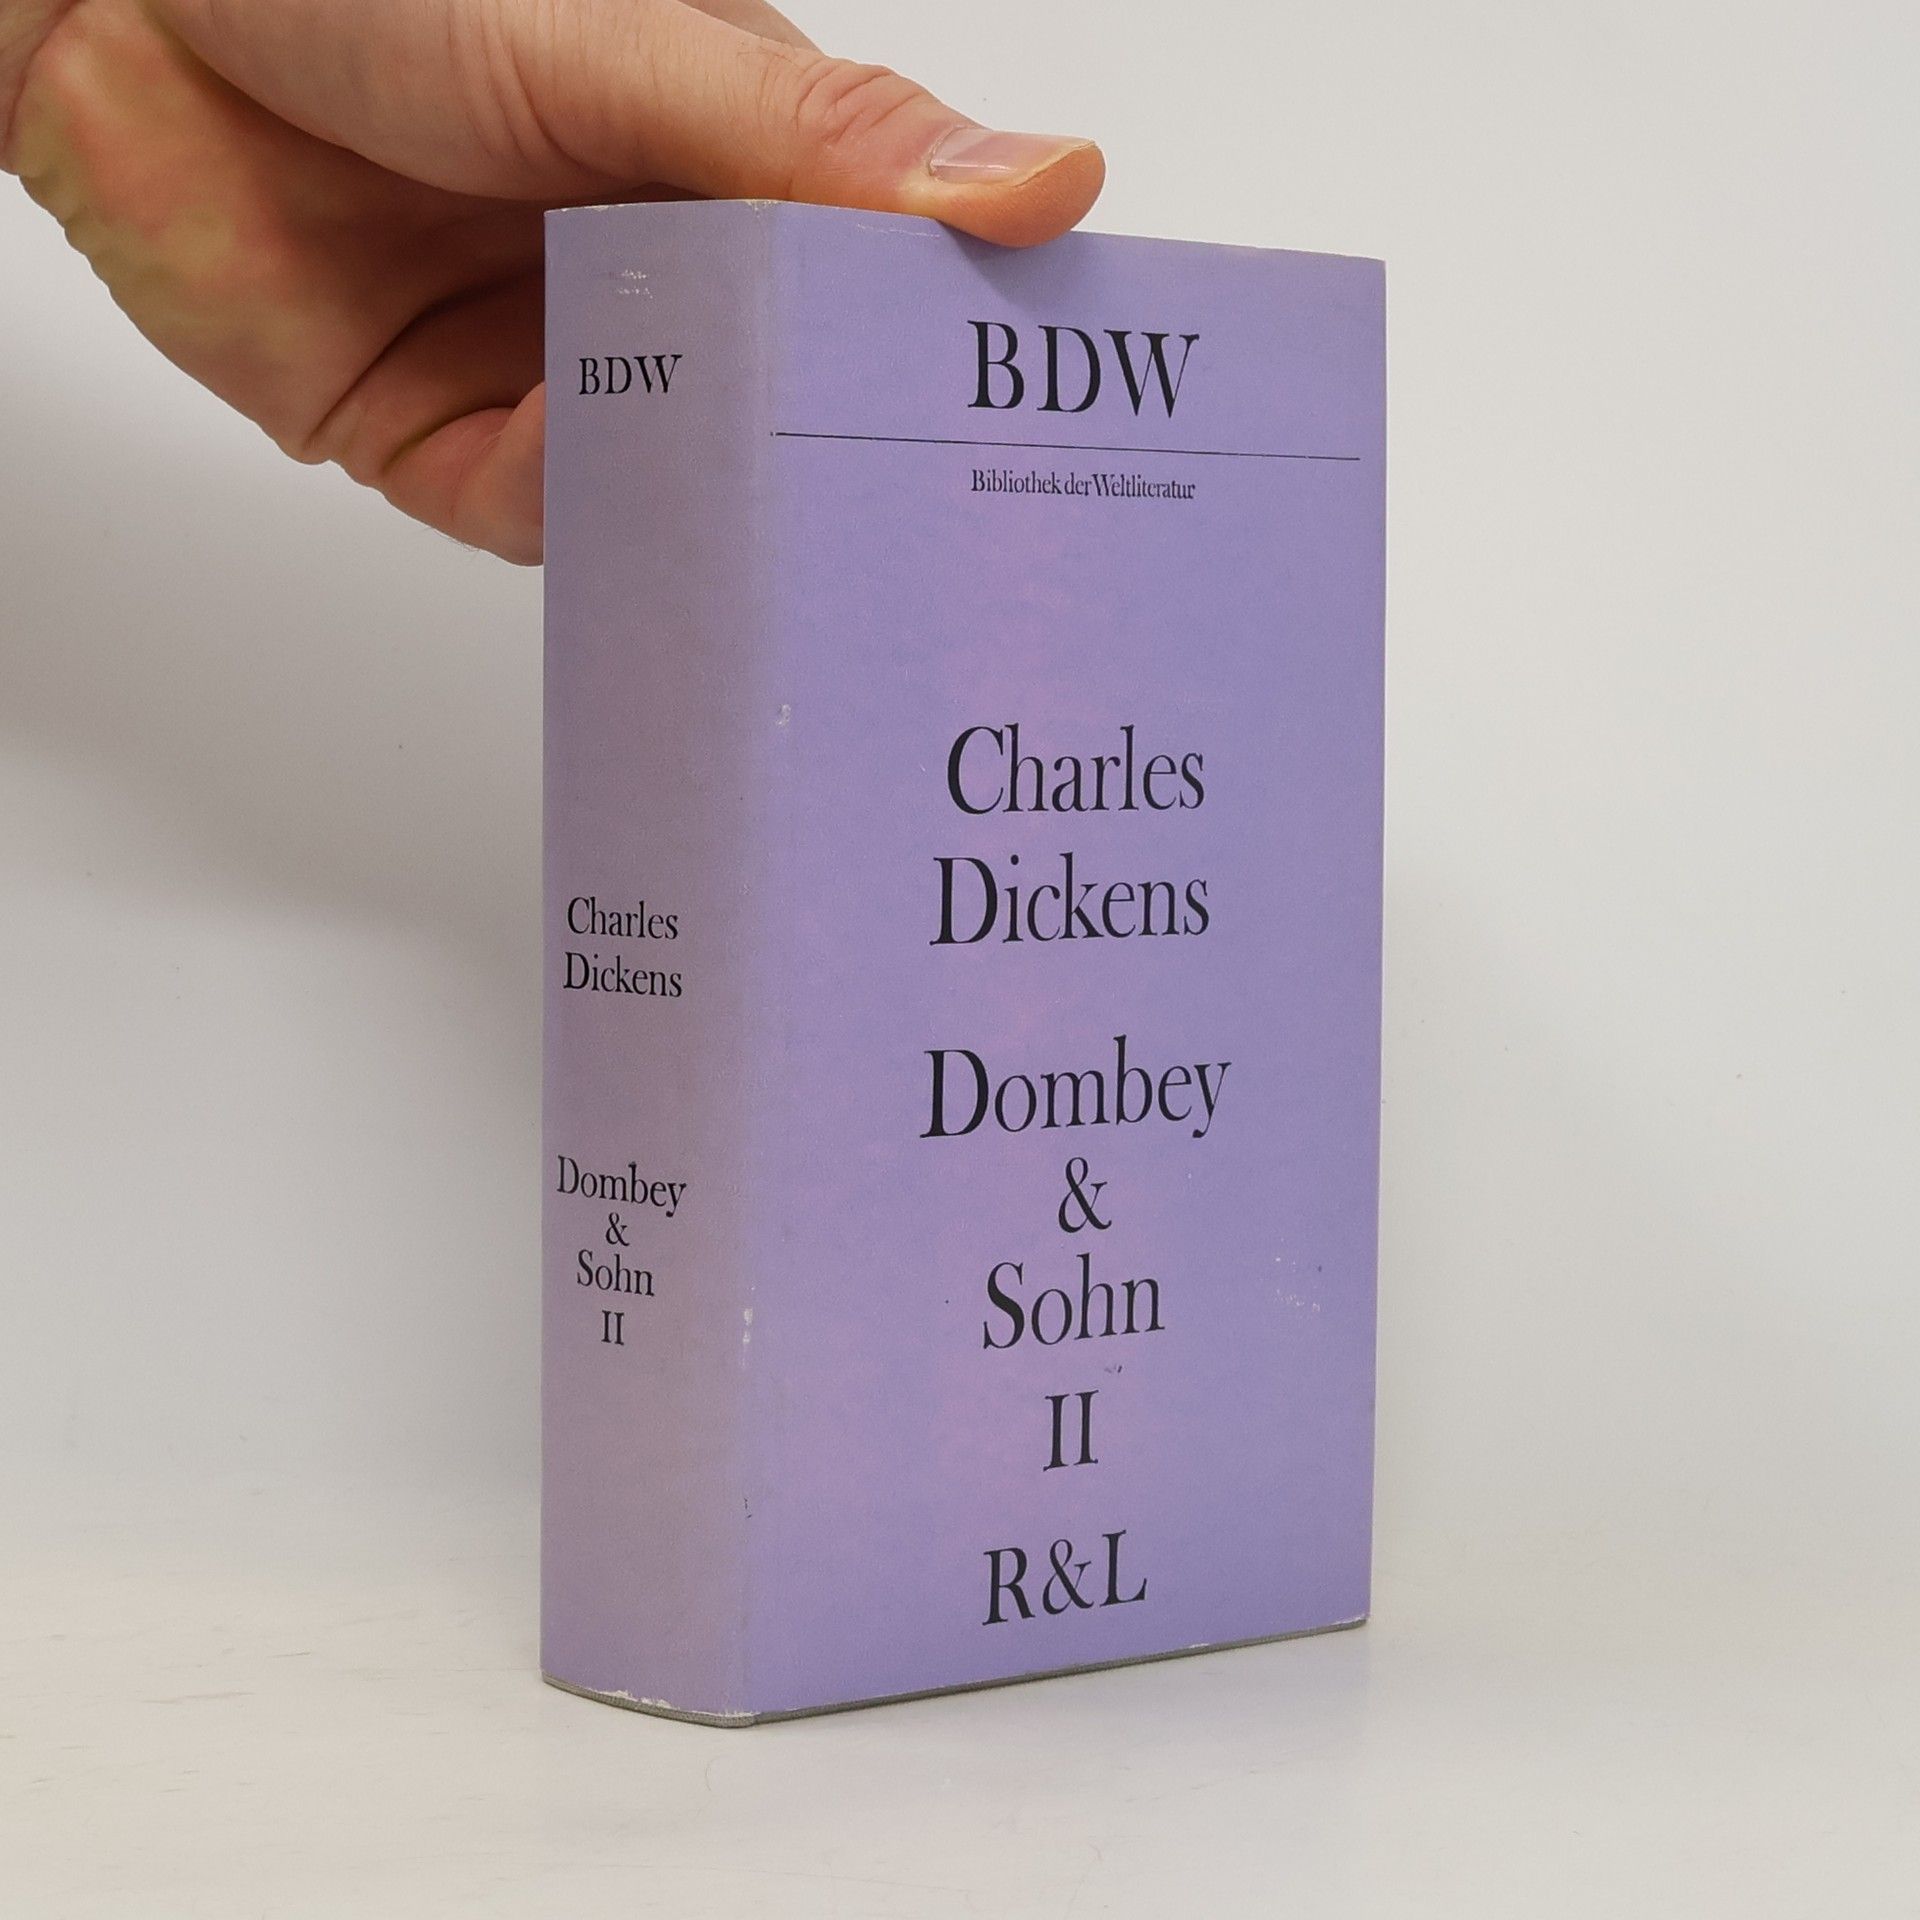 BDW
Charles
Dickens
Dombey
&
Sohn
II
BDW
Bibliothek der Weltliteratur
Charles
Dickens
Dombey
&
Sohn
II
R&L